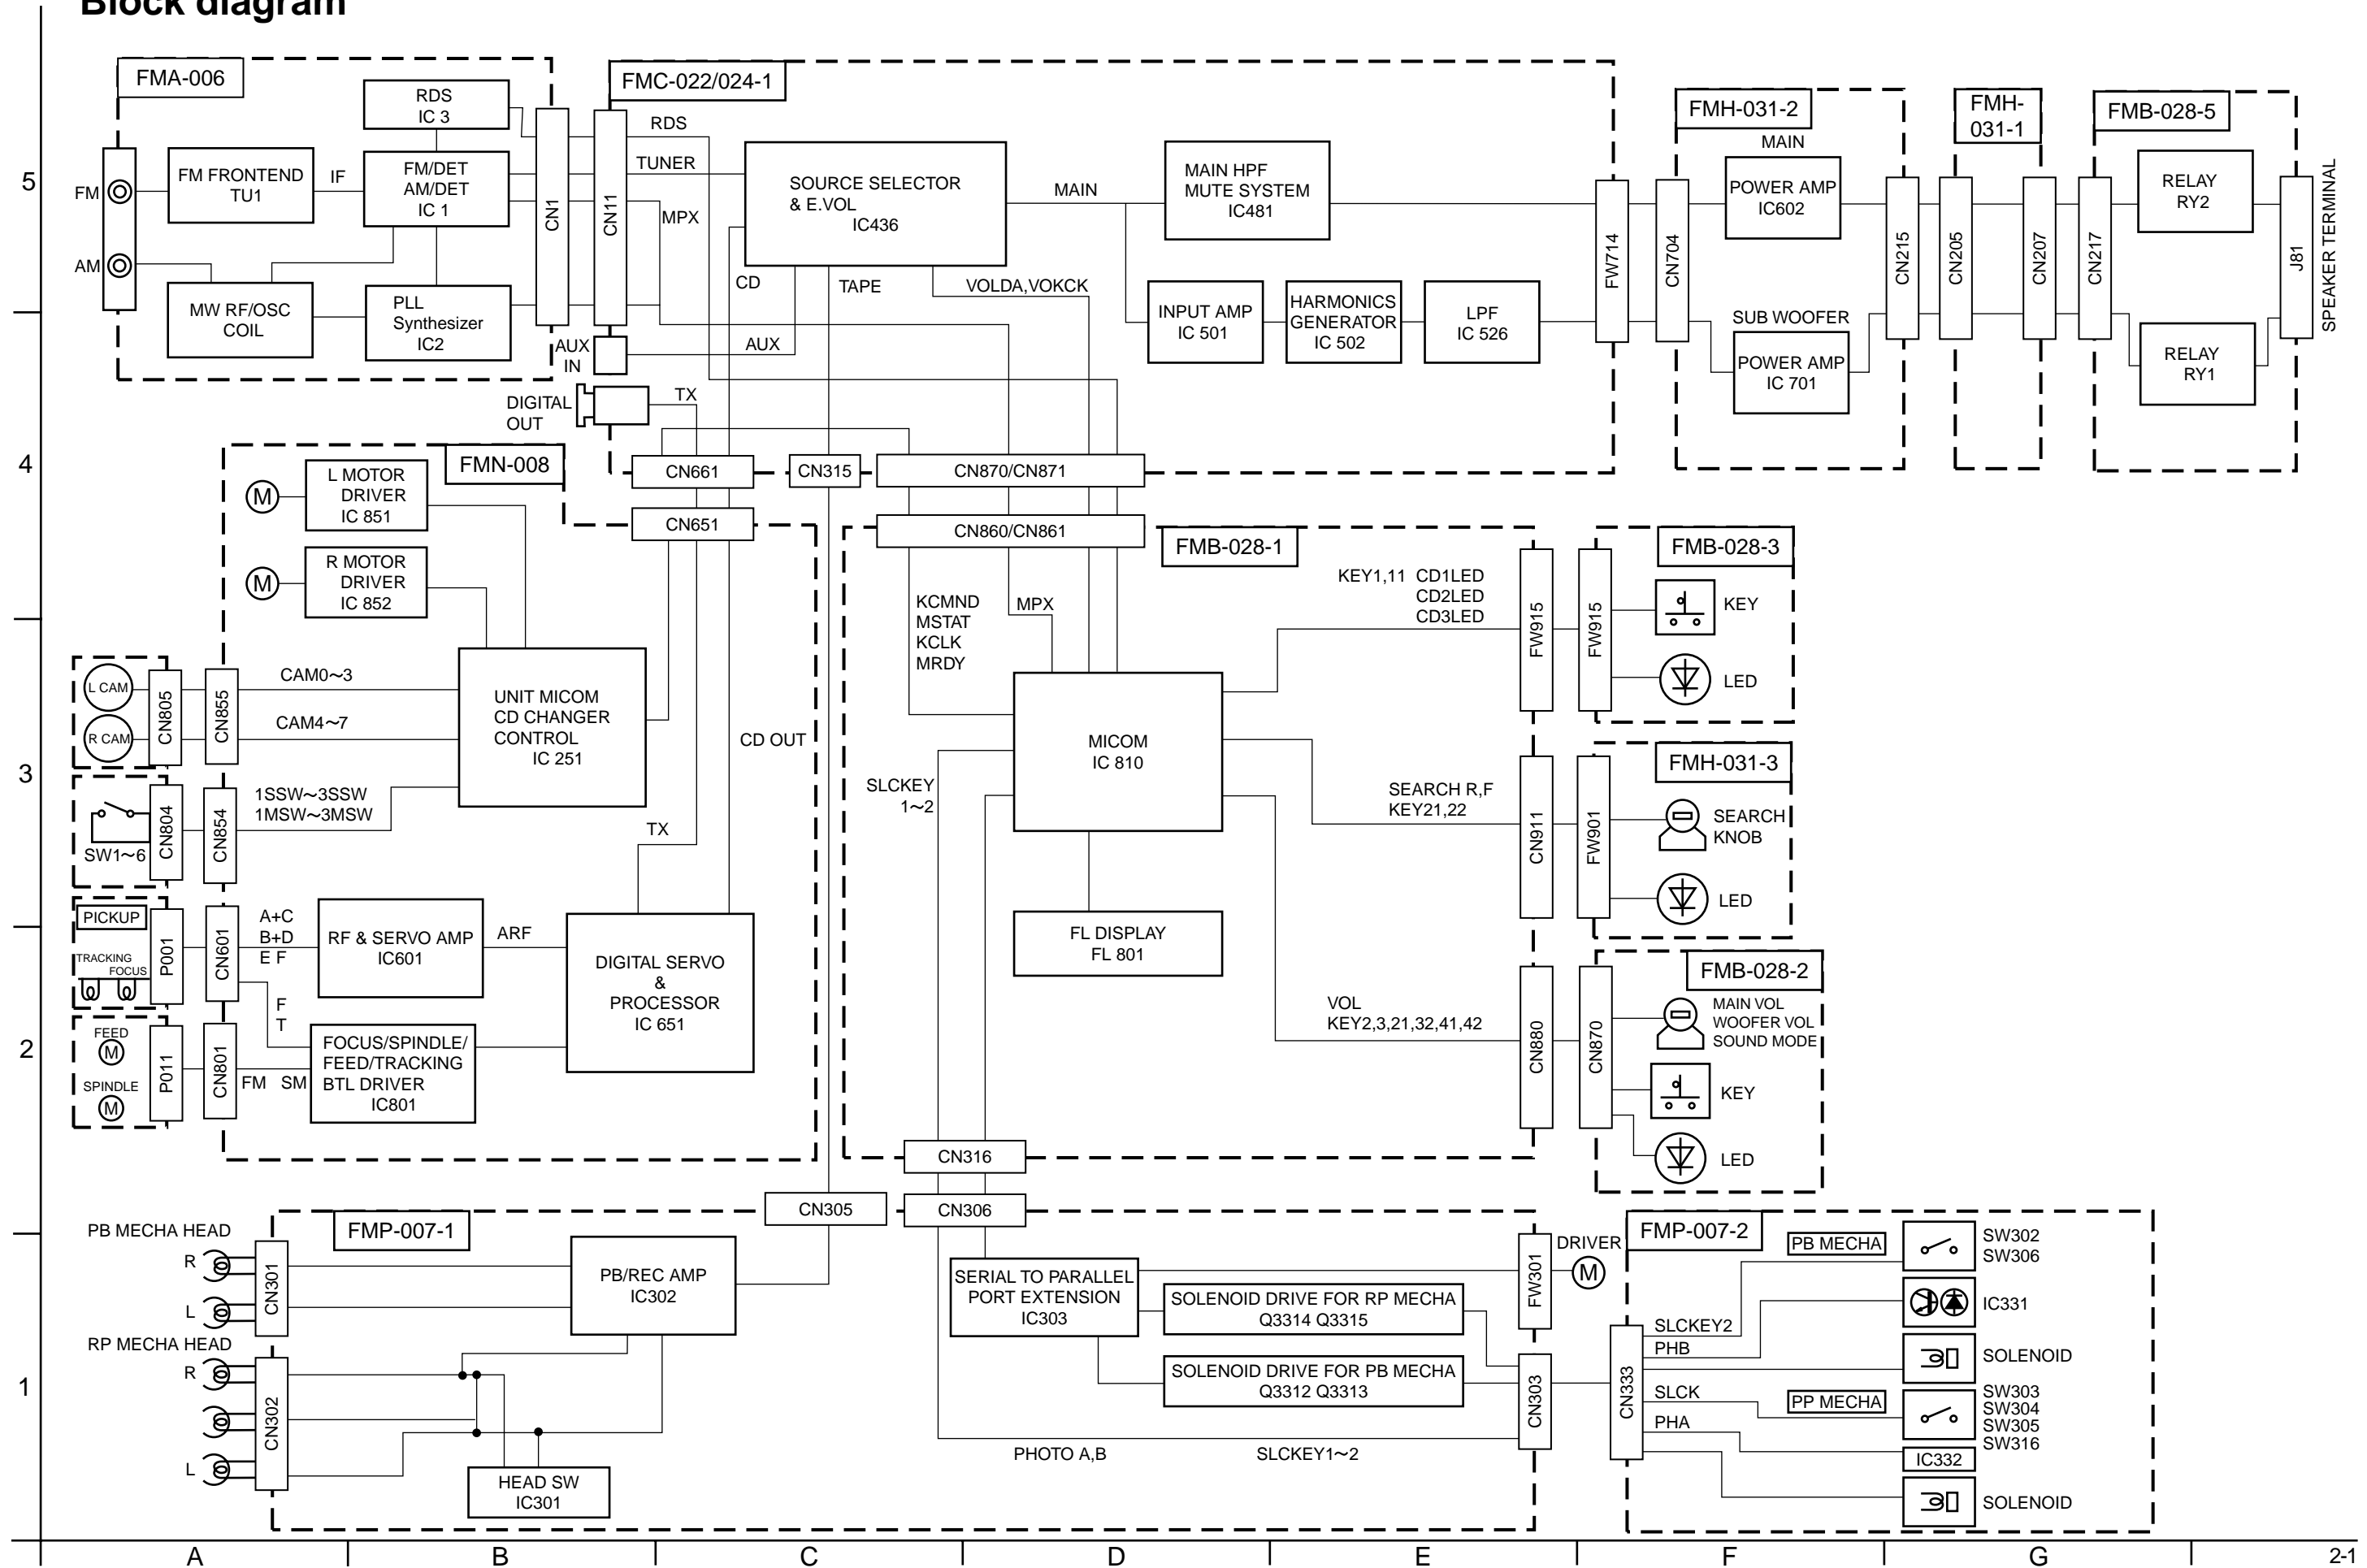 Block diagram
FMA-006
RDS
IC 3
FM FRONTEND
TU1
IF
FM/DET
AM/DET
IC 1
FM
AM
MW RF/OSC
COIL
PLL
Synthesizer
IC2
CN1
FMC-022/024-1
CN11
RDS
TUNER
MPX
SOURCE SELECTOR
& E.VOL
IC436
MAIN
MAIN HPF
MUTE SYSTEM
IC481
CD
TAPE
VOLDA,VOKCK
INPUT AMP
IC 501
HARMONICS
GENERATOR
IC 502
LPF
IC 526
AUX
IN
AUX
DIGITAL
OUT
TX
FW714
FMH-031-2
MAIN
POWER AMP
IC602
CN704
SUB WOOFER
POWER AMP
IC 701
CN215
FMH-
031-1
CN205
CN207
FMB-028-5
CN217
RELAY
RY2
RELAY
RY1
J81
SPEAKER TERMINAL
5
4
3
2
1
CN661
CN315
CN870/CN871
FMN-008
L MOTOR
DRIVER
IC 851
M
R MOTOR
DRIVER
IC 852
M
CN651
CN860/CN861
L CAM
R CAM
CN805
CN855
CAM0~3
CAM4~7
UNIT MICOM
CD CHANGER
CONTROL
IC 251
CD OUT
SW1~6
CN804
CN854
1SSW~3SSW
1MSW~3MSW
TX
PICKUP
TRACKING
FOCUS
P001
CN601
A+C
B+D
E F
RF & SERVO AMP
IC601
ARF
DIGITAL SERVO
&
PROCESSOR
IC 651
F
T
FEED
M
SPINDLE
M
P011
CN801
FM SM
FOCUS/SPINDLE/
FEED/TRACKING
BTL DRIVER
IC801
FMB-028-1
KCMND
MSTAT
KCLK
MRDY
MPX
KEY1,11 CD1LED
CD2LED
CD3LED
MICOM
IC 810
SLCKEY
1~2
SEARCH R,F
KEY21,22
FL DISPLAY
FL 801
VOL
KEY2,3,21,32,41,42
FW915
FW915
FMB-028-3
KEY
LED
CN911
FW901
FMH-031-3
SEARCH
KNOB
LED
CN880
CN870
FMB-028-2
MAIN VOL
WOOFER VOL
SOUND MODE
KEY
LED
CN316
CN305
CN306
PB MECHA HEAD
FMP-007-1
R
L
CN301
PB/REC AMP
IC302
RP MECHA HEAD
R
L
CN302
HEAD SW
IC301
SERIAL TO PARALLEL
PORT EXTENSION
IC303
SOLENOID DRIVE FOR RP MECHA
Q3314 Q3315
SOLENOID DRIVE FOR PB MECHA
Q3312 Q3313
PHOTO A,B
SLCKEY1~2
FW301
CN303
DRIVER
M
FMP-007-2
PB MECHA
SW302
SW306
IC331
CN333
SLCKEY2
PHB
SOLENOID
SLCK
PP MECHA
SW303
SW304
SW305
SW316
PHA
IC332
SOLENOID
A
B
C
D
E
F
G
2-1